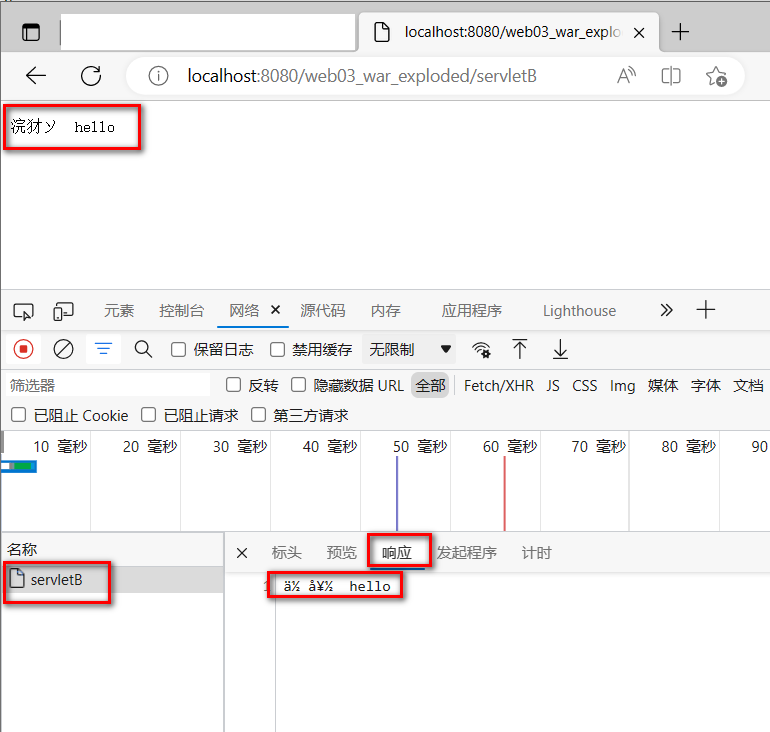 localhost:8080/web03_war_explo
localhost:8080/web03_war_exploded/servletB
浣犲ソ hello
元素 控制台 网络 源代码 内存 应用程序 Lighthouse
保留日志 禁用缓存 无限制
筛选器 反转 隐藏数据 URL 全部 Fetch/XHR JS CSS Img 媒体 字体 文档
已阻止 Cookie 已阻止请求 第三方请求
10 毫秒 20 毫秒 30 毫秒 40 毫秒 50 毫秒 60 毫秒 70 毫秒 80 毫秒 90
名称 标头 预览 响应 发起程序 计时
servletB
1 ä½ å¥½ hello